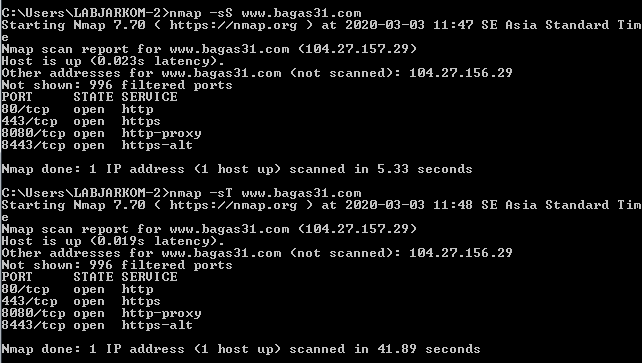 C:\Users\LABJARKOM-2>nmap -sS www.bagas31.com
Starting Nmap 7.70 ( https://nmap.org ) at 2020-03-03 11:47 SE Asia Standard Tim
e
Nmap scan report for www.bagas31.com (104.27.157.29)
Host is up (0.023s latency).
Other addresses for www.bagas31.com (not scanned): 104.27.156.29
Not shown: 996 filtered ports
PORT     STATE SERVICE
80/tcp   open  http
443/tcp  open  https
8080/tcp open  http-proxy
8443/tcp open  https-alt
Nmap done: 1 IP address (1 host up) scanned in 5.33 seconds
C:\Users\LABJARKOM-2>nmap -sT www.bagas31.com
Starting Nmap 7.70 ( https://nmap.org ) at 2020-03-03 11:48 SE Asia Standard Tim
e
Nmap scan report for www.bagas31.com (104.27.157.29)
Host is up (0.019s latency).
Other addresses for www.bagas31.com (not scanned): 104.27.156.29
Not shown: 996 filtered ports
PORT     STATE SERVICE
80/tcp   open  http
443/tcp  open  https
8080/tcp open  http-proxy
8443/tcp open  https-alt
Nmap done: 1 IP address (1 host up) scanned in 41.89 seconds